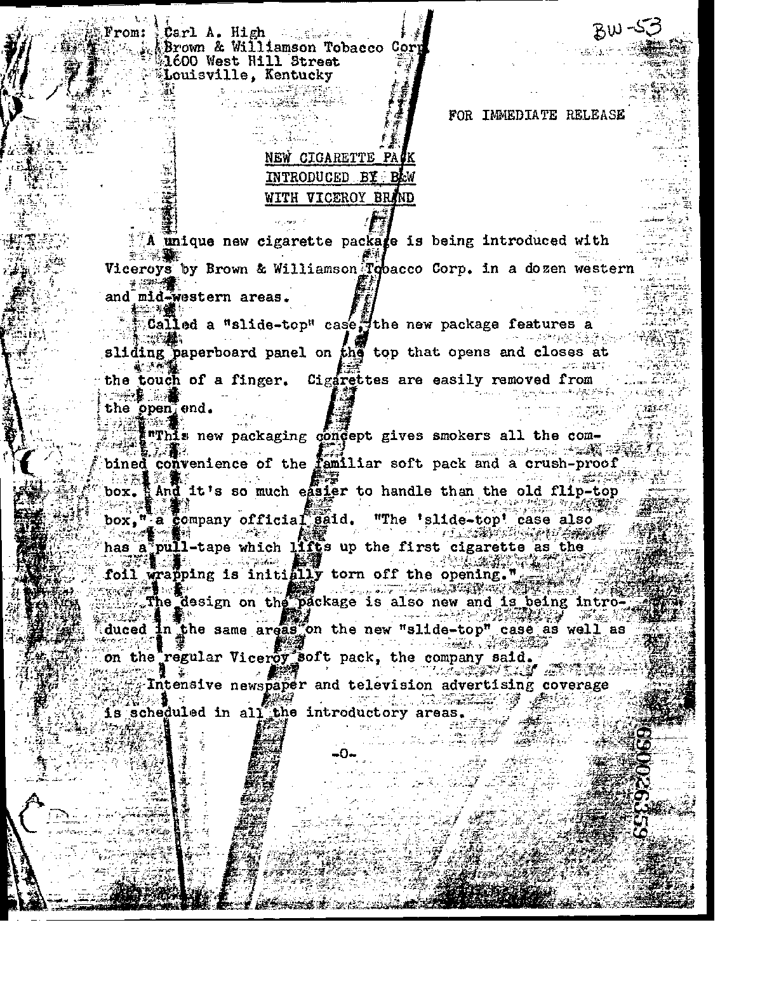 BW-53
From: Carl A. High
Brown & Williamson Tobacco Corp.
1600 West Hill Street
Louisville, Kentucky
FOR IMMEDIATE RELEASE
NEW CIGARETTE PACK
INTRODUCED BY B&W
WITH VICEROY BRAND
A unique new cigarette package is being introduced with
Viceroys by Brown & Williamson Tobacco Corp. in a dozen western
and mid-western areas.
Called a "slide-top" case, the new package features a
sliding paperboard panel on the top that opens and closes at
the touch of a finger. Cigarettes are easily removed from
the open end.
"This new packaging concept gives smokers all the com-
bined convenience of the familiar soft pack and a crush-proof
box. And it's so much easier to handle than the old flip-top
box," a company official said. "The 'slide-top' case also
has a pull-tape which lifts up the first cigarette as the
foil wrapping is initially torn off the opening."
The design on the package is also new and is being intro-
duced in the same areas on the new "slide-top" case as well as
on the regular Viceroy soft pack, the company said.
Intensive newspaper and television advertising coverage
is scheduled in all the introductory areas.
-0-
690026359